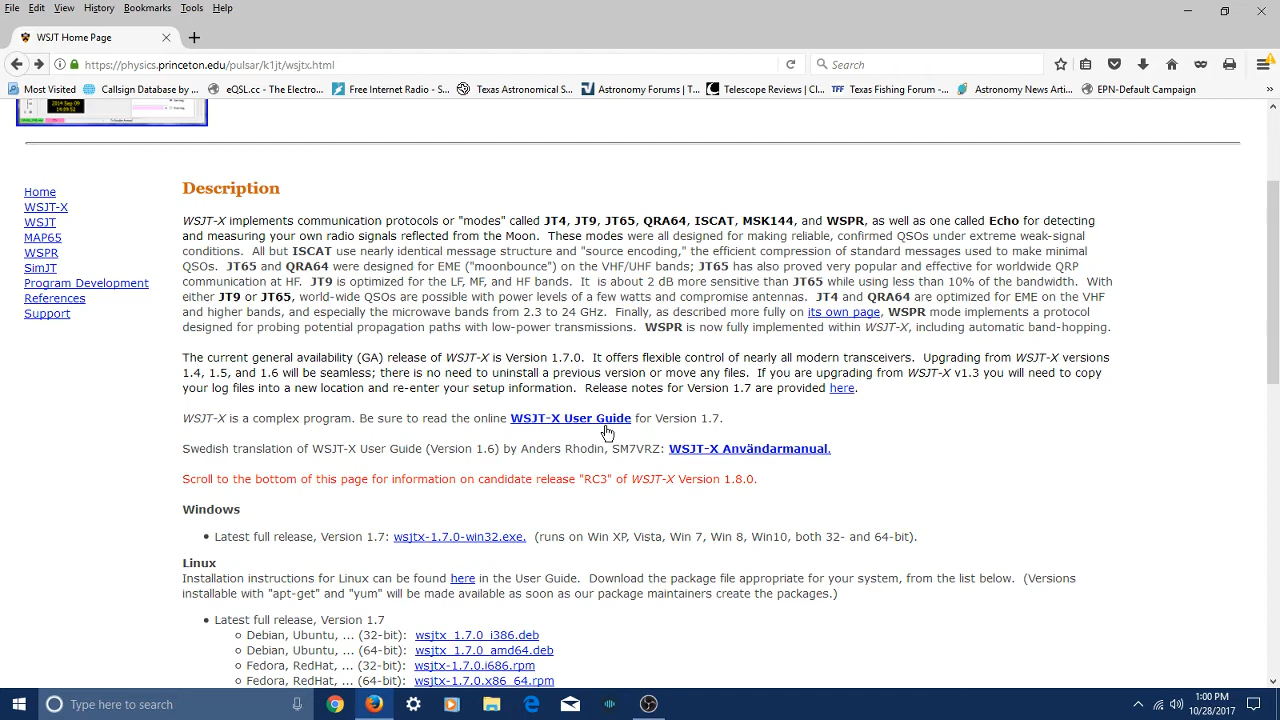 File Edit View History Bookmarks Tools Help
WSJT Home Page
https://physics.princeton.edu/pulsar/k1jt/wsjtx.html
Search
Most Visited Callsign Database by... eQSL.cc - The Electro... Free Internet Radio - S... Texas Astronomical S... Astronomy Forums | T... Telescope Reviews | Cl... TFF Texas Fishing Forum -... Astronomy News Arti... EPN-Default Campaign
2014 Sep 09
14:09:52
Description
Home
WSJT-X
WSJT
MAP65
WSPR
SimJT
Program Development
References
Support
WSJT-X implements communication protocols or "modes" called JT4, JT9, JT65, QRA64, ISCAT, MSK144, and WSPR, as well as one called Echo for detecting
and measuring your own radio signals reflected from the Moon. These modes were all designed for making reliable, confirmed QSOs under extreme weak-signal
conditions. All but ISCAT use nearly identical message structure and "source encoding," the efficient compression of standard messages used to make minimal
QSOs. JT65 and QRA64 were designed for EME ("moonbounce") on the VHF/UHF bands; JT65 has also proved very popular and effective for worldwide QRP
communication at HF. JT9 is optimized for the LF, MF, and HF bands. It is about 2 dB more sensitive than JT65 while using less than 10% of the bandwidth. With
either JT9 or JT65, world-wide QSOs are possible with power levels of a few watts and compromise antennas. JT4 and QRA64 are optimized for EME on the VHF
and higher bands, and especially the microwave bands from 2.3 to 24 GHz. Finally, as described more fully on its own page, WSPR mode implements a protocol
designed for probing potential propagation paths with low-power transmissions. WSPR is now fully implemented within WSJT-X, including automatic band-hopping.
The current general availability (GA) release of WSJT-X is Version 1.7.0. It offers flexible control of nearly all modern transceivers. Upgrading from WSJT-X versions
1.4, 1.5, and 1.6 will be seamless; there is no need to uninstall a previous version or move any files. If you are upgrading from WSJT-X v1.3 you will need to copy
your log files into a new location and re-enter your setup information. Release notes for Version 1.7 are provided here.
WSJT-X is a complex program. Be sure to read the online WSJT-X User Guide for Version 1.7.
Swedish translation of WSJT-X User Guide (Version 1.6) by Anders Rhodin, SM7VRZ: WSJT-X Användarmanual.
Scroll to the bottom of this page for information on candidate release "RC3" of WSJT-X Version 1.8.0.
Windows
Latest full release, Version 1.7: wsjtx-1.7.0-win32.exe. (runs on Win XP, Vista, Win 7, Win 8, Win10, both 32- and 64-bit).
Linux
Installation instructions for Linux can be found here in the User Guide. Download the package file appropriate for your system, from the list below. (Versions
installable with "apt-get" and "yum" will be made available as soon as our package maintainers create the packages.)
Latest full release, Version 1.7
Debian, Ubuntu, ... (32-bit): wsjtx_1.7.0_i386.deb
Debian, Ubuntu, ... (64-bit): wsjtx_1.7.0_amd64.deb
Fedora, RedHat, ... (32-bit): wsjtx-1.7.0.i686.rpm
Fedora, RedHat, ... (64-bit): wsjtx-1.7.0.x86_64.rpm
Type here to search
1:00 PM
10/28/2017